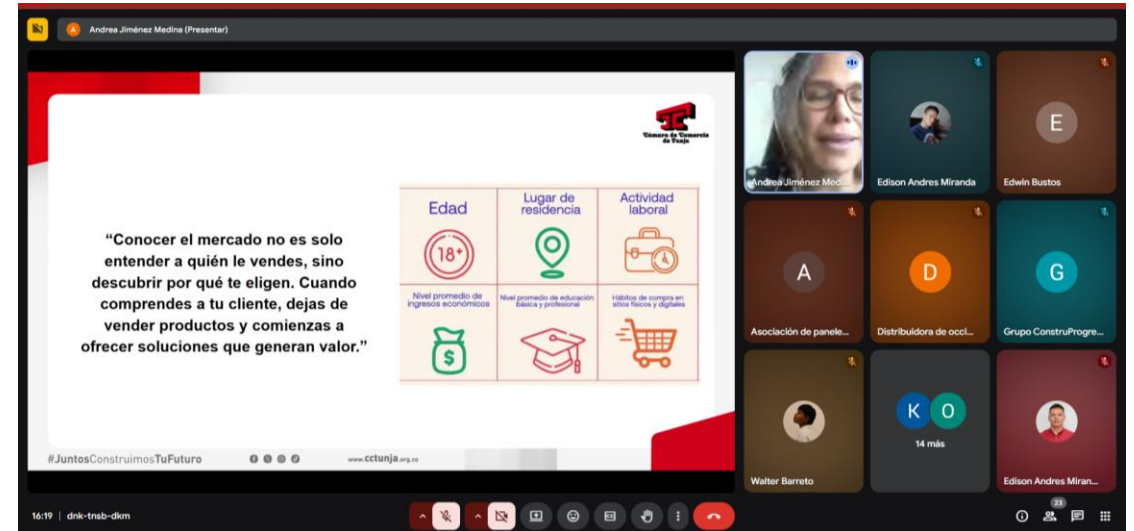 Andrea Jiménez Medina (Presentar)
A
Cámara de Comercio
de Tunja
“Conocer el mercado no es solo
entender a quién le vendes, sino
descubrir por qué te eligen. Cuando
comprendes a tu cliente, dejas de
vender productos y comienzas a
ofrecer soluciones que generan valor.”
Edad
Lugar de
residencia
Actividad
laboral
18+
Nivel promedio de
ingresos económicos
Nivel promedio de educación
básica y profesional
Hábitos de compra en
sitios físicos y digitales
$
#JuntosConstruimosTuFuturo
www.cctunja.org.co
Andrea Jiménez Med...
Edison Andres Miranda
E
Edwin Bustos
A
Asociación de panele...
D
Distribuidora de occi...
G
Grupo ConstruProgre...
Walter Barreto
K O
14 más
Edison Andres Miran...
16:19 | dnk-tnsb-dkm
23